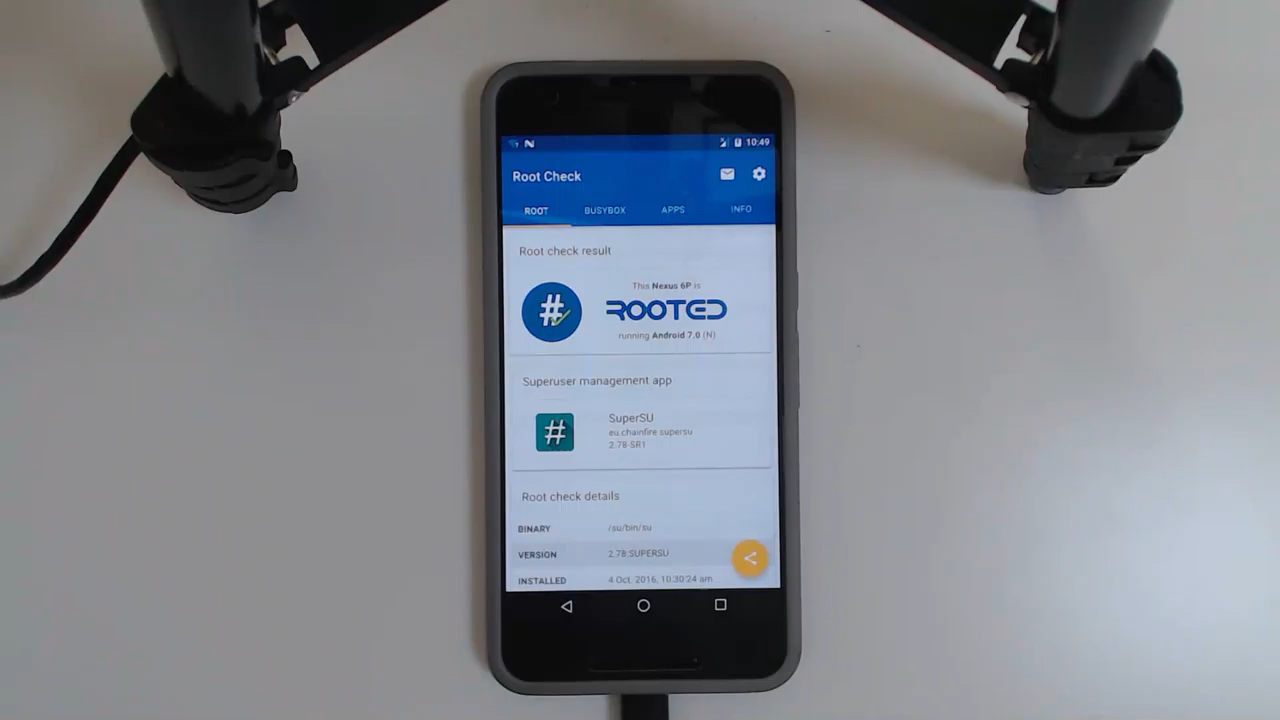 10:49
Root Check
ROOT BUSYBOX APPS INFO
Root check result
This Nexus 6P is
ROOTED
running Android 7.0 (N)
Superuser management app
SuperSU
eu.chainfire.supersu
2.78-SR1
Root check details
BINARY /su/bin/su
VERSION 2.78:SUPERSU
INSTALLED 4 Oct, 2016, 10:30:24 am